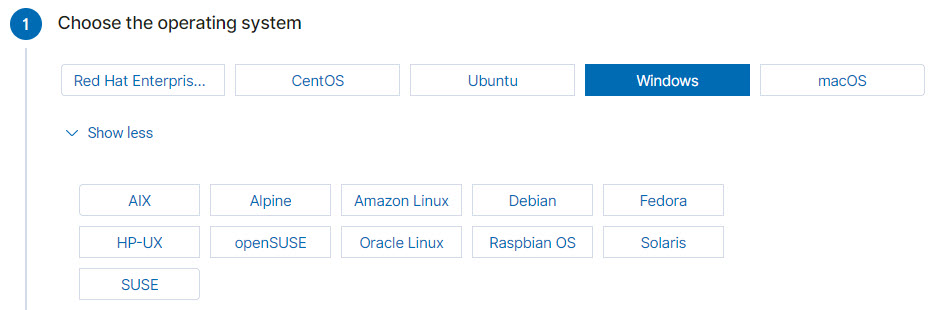 1 Choose the operating system
Red Hat Enterpris... CentOS Ubuntu Windows macOS
Show less
AIX Alpine Amazon Linux Debian Fedora
HP-UX openSUSE Oracle Linux Raspbian OS Solaris
SUSE